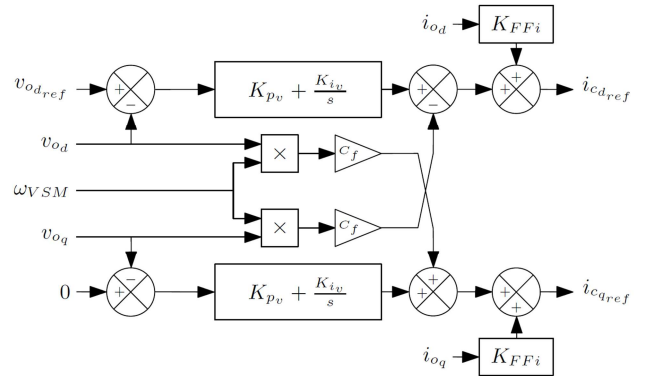 i_{o_d} K_{FFi}
v_{o_{d_{ref}}} + − K_{p_v} + \frac{K_{i_v}}{s} + − + + i_{c_{d_{ref}}}
v_{o_d} × C_f
ω_{VSM}
v_{o_q} × C_f
0 + − K_{p_v} + \frac{K_{i_v}}{s} + + + + i_{c_{q_{ref}}}
i_{o_q} K_{FFi}